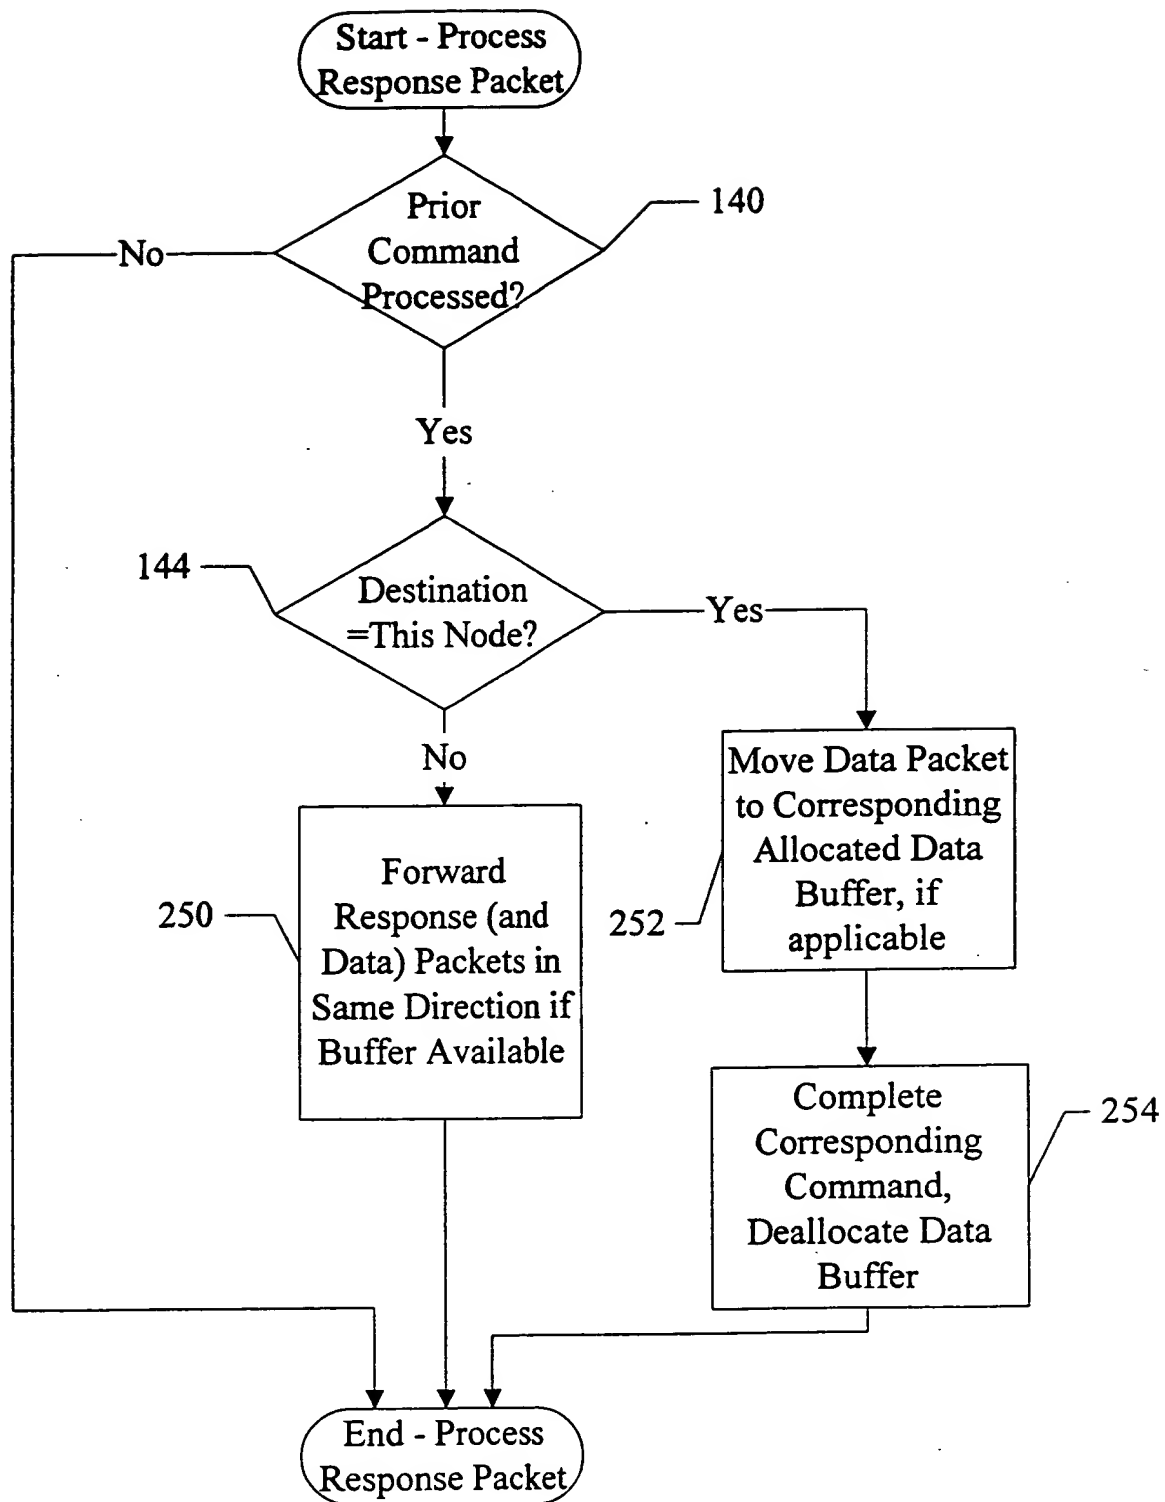 Start - Process
Response Packet
Prior
Command
Processed?
140
No
Yes
144
Destination
=This Node?
Yes
No
Move Data Packet
to Corresponding
Allocated Data
Buffer, if
applicable
252
Forward
Response (and
Data) Packets in
Same Direction if
Buffer Available
250
Complete
Corresponding
Command,
Deallocate Data
Buffer
254
End - Process
Response Packet